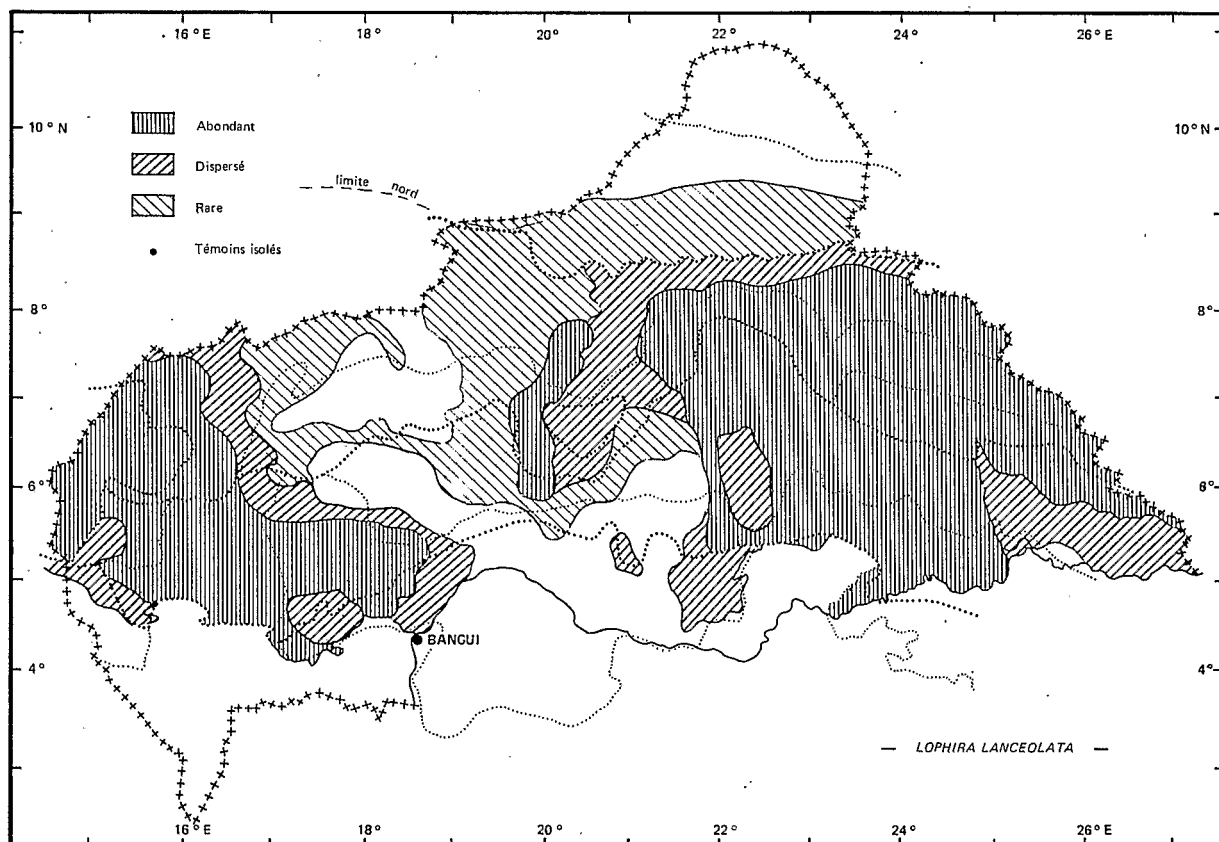 16° E 18° 20° 22° 24° 26° E
10° N 10° N
Abondant
Dispersé
Rare
Témoins isolés
limite nord
8° 8°
6° 6°
BANGUI
4° 4°
— LOPHIRA LANCEOLATA —
16° E 18° 20° 22° 24° 26° E